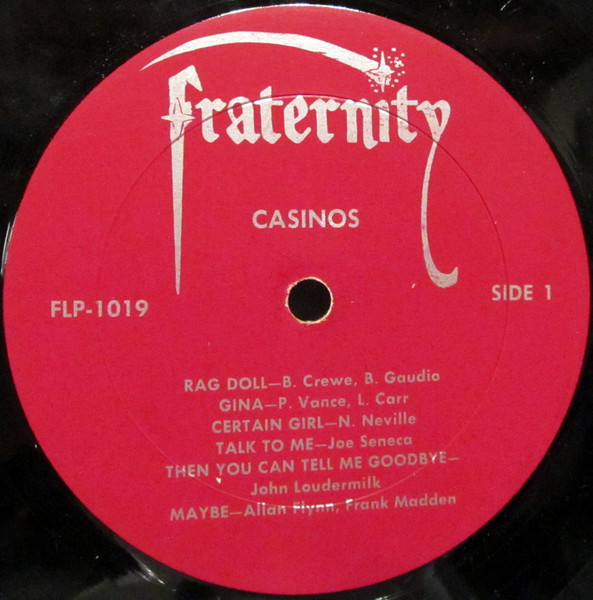 Fraternity
CASINOS
FLP-1019
SIDE 1
RAG DOLL—B. Crewe, B. Gaudio
GINA—P. Vance, L. Carr
CERTAIN GIRL—N. Neville
TALK TO ME—Joe Seneca
THEN YOU CAN TELL ME GOODBYE—
John Loudermilk
MAYBE—Allan Flynn, Frank Madden